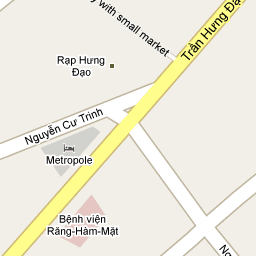 y with small market
Trần Hưng Đạ
Rạp Hưng
Đạo
Nguyễn Cư Trinh
Metropole
Bệnh viện
Răng-Hàm-Mặt